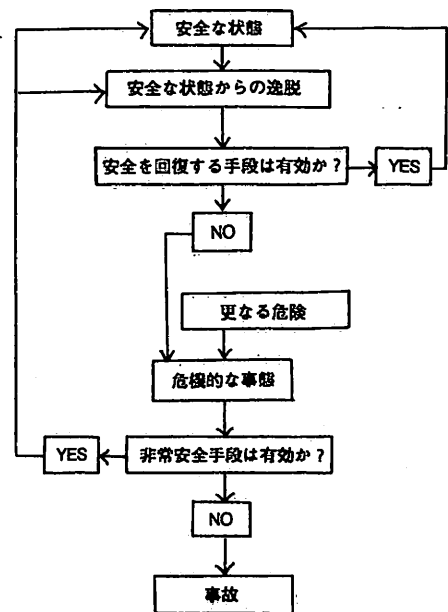 安全な状態
安全な状態からの逸脱
安全を回復する手段は有効か？
YES
NO
更なる危険
危機的な事態
YES
非常安全手段は有効か？
NO
事故